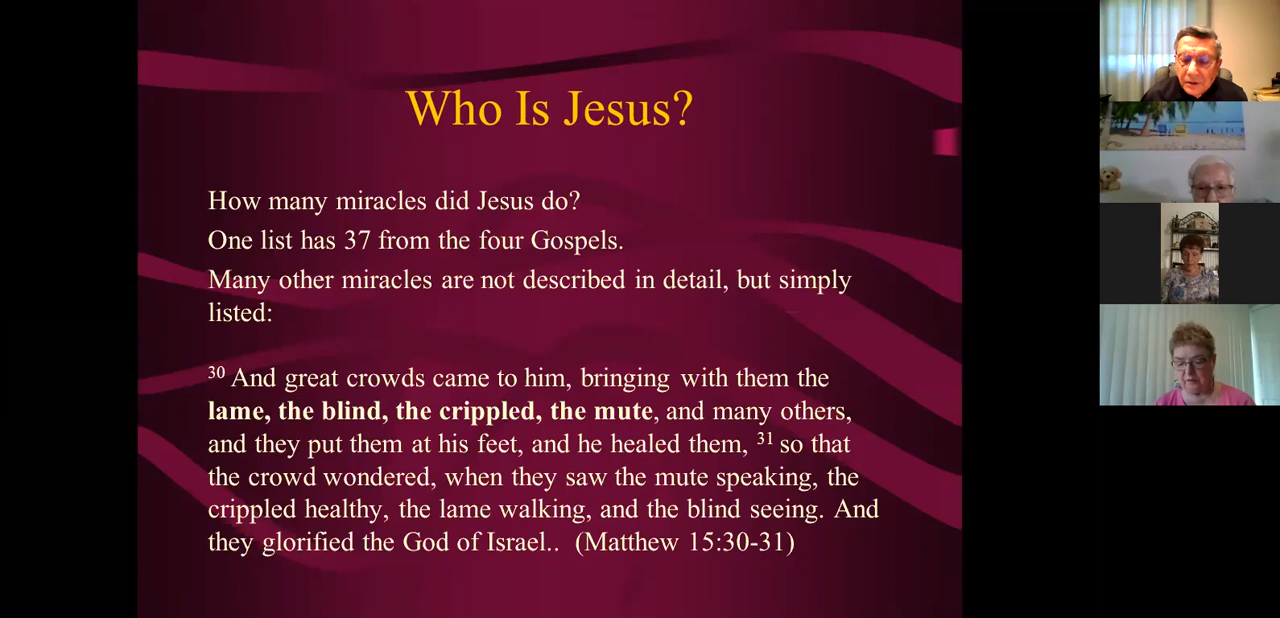 Who Is Jesus?
How many miracles did Jesus do?
One list has 37 from the four Gospels.
Many other miracles are not described in detail, but simply
listed:
30 And great crowds came to him, bringing with them the
lame, the blind, the crippled, the mute, and many others,
and they put them at his feet, and he healed them, 31 so that
the crowd wondered, when they saw the mute speaking, the
crippled healthy, the lame walking, and the blind seeing. And
they glorified the God of Israel.. (Matthew 15:30-31)